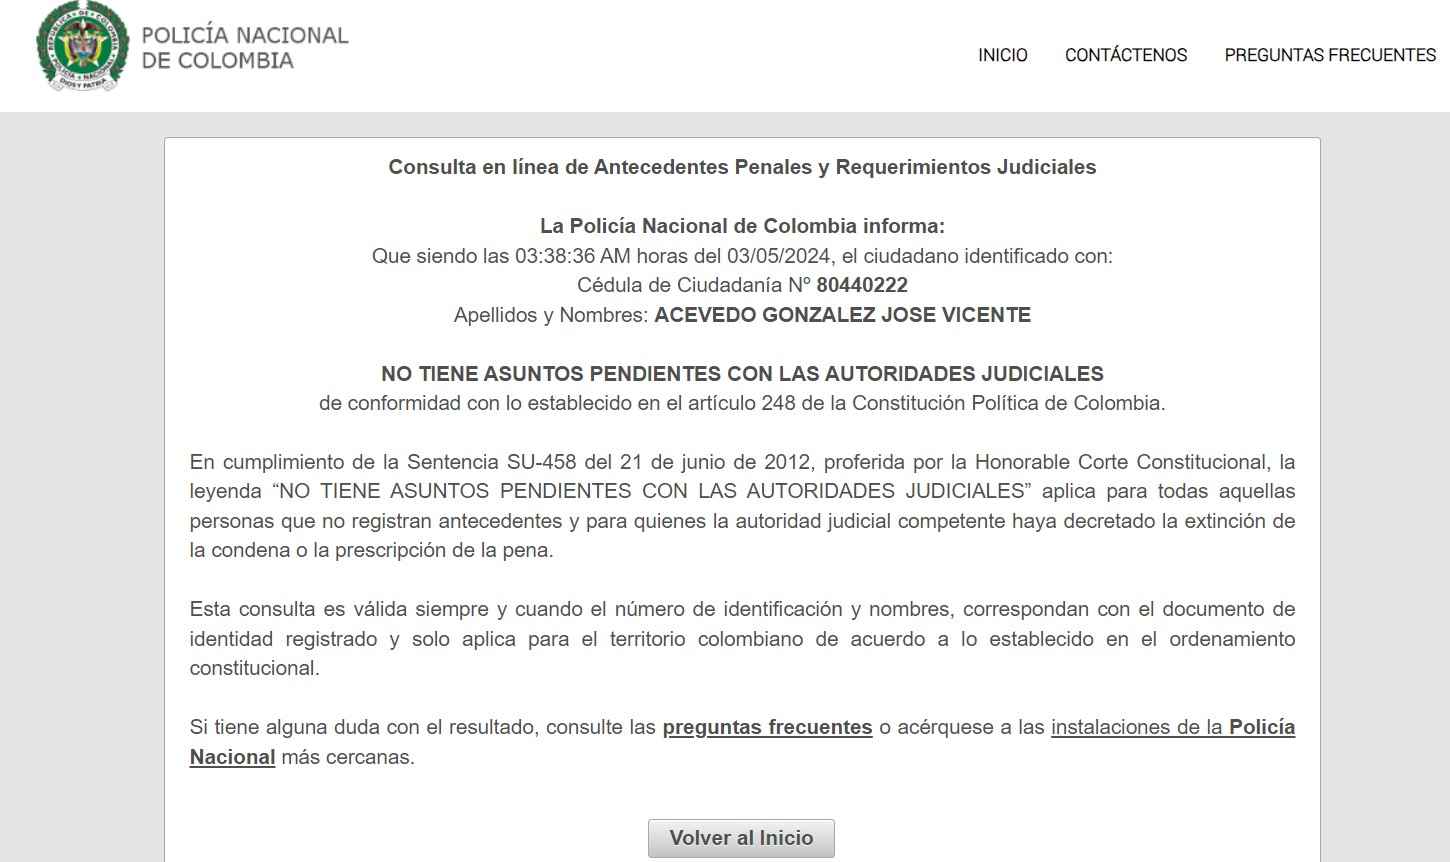 POLICÍA NACIONAL
DE COLOMBIA
INICIO CONTÁCTENOS PREGUNTAS FRECUENTES
REPÚBLICA DE COLOMBIA
POLICÍA NACIONAL
DIOS Y PATRIA
Consulta en línea de Antecedentes Penales y Requerimientos Judiciales
La Policía Nacional de Colombia informa:
Que siendo las 03:38:36 AM horas del 03/05/2024, el ciudadano identificado con:
Cédula de Ciudadanía Nº 80440222
Apellidos y Nombres: ACEVEDO GONZALEZ JOSE VICENTE
NO TIENE ASUNTOS PENDIENTES CON LAS AUTORIDADES JUDICIALES
de conformidad con lo establecido en el artículo 248 de la Constitución Política de Colombia.
En cumplimiento de la Sentencia SU-458 del 21 de junio de 2012, proferida por la Honorable Corte Constitucional, la
leyenda “NO TIENE ASUNTOS PENDIENTES CON LAS AUTORIDADES JUDICIALES” aplica para todas aquellas
personas que no registran antecedentes y para quienes la autoridad judicial competente haya decretado la extinción de
la condena o la prescripción de la pena.
Esta consulta es válida siempre y cuando el número de identificación y nombres, correspondan con el documento de
identidad registrado y solo aplica para el territorio colombiano de acuerdo a lo establecido en el ordenamiento
constitucional.
Si tiene alguna duda con el resultado, consulte las preguntas frecuentes o acérquese a las instalaciones de la Policía
Nacional más cercanas.
Volver al Inicio